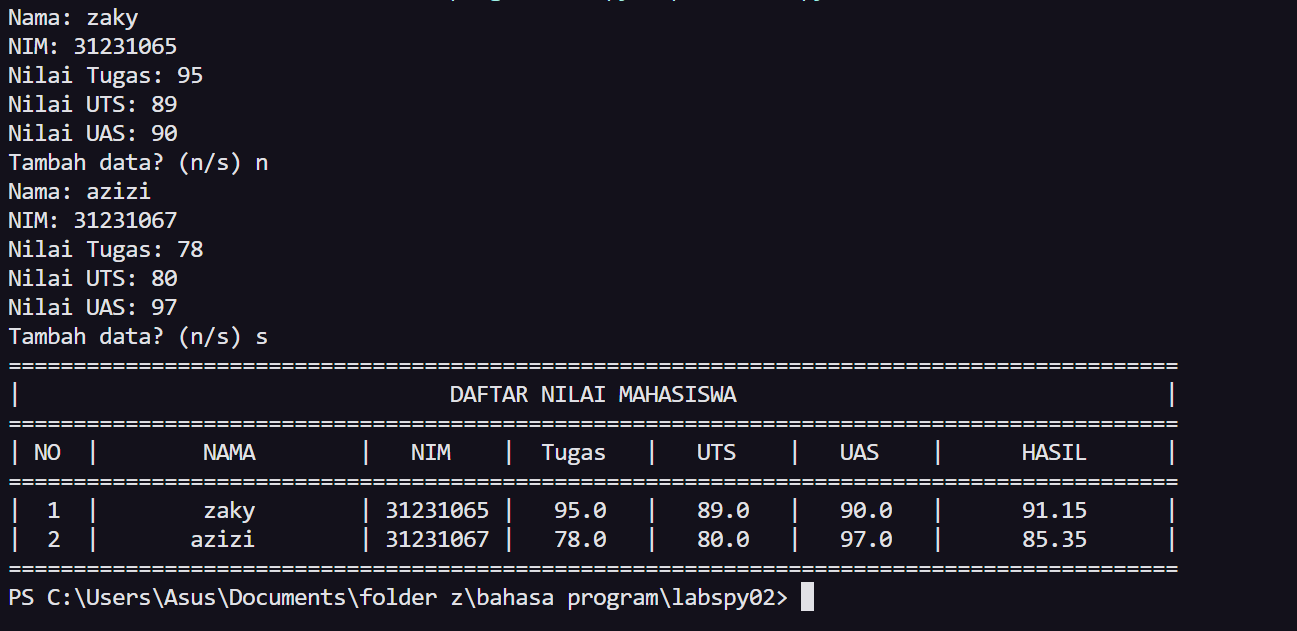 Nama: zaky
NIM: 31231065
Nilai Tugas: 95
Nilai UTS: 89
Nilai UAS: 90
Tambah data? (n/s) n
Nama: azizi
NIM: 31231067
Nilai Tugas: 78
Nilai UTS: 80
Nilai UAS: 97
Tambah data? (n/s) s
==========================================================================================
|                                 DAFTAR NILAI MAHASISWA                                 |
==========================================================================================
| NO  |        NAMA        |   NIM    |  Tugas   |   UTS    |   UAS    |      HASIL      |
==========================================================================================
|  1  |        zaky        | 31231065 |   95.0   |   89.0   |   90.0   |      91.15      |
|  2  |       azizi        | 31231067 |   78.0   |   80.0   |   97.0   |      85.35      |
==========================================================================================
PS C:\Users\Asus\Documents\folder z\bahasa program\labspy02>